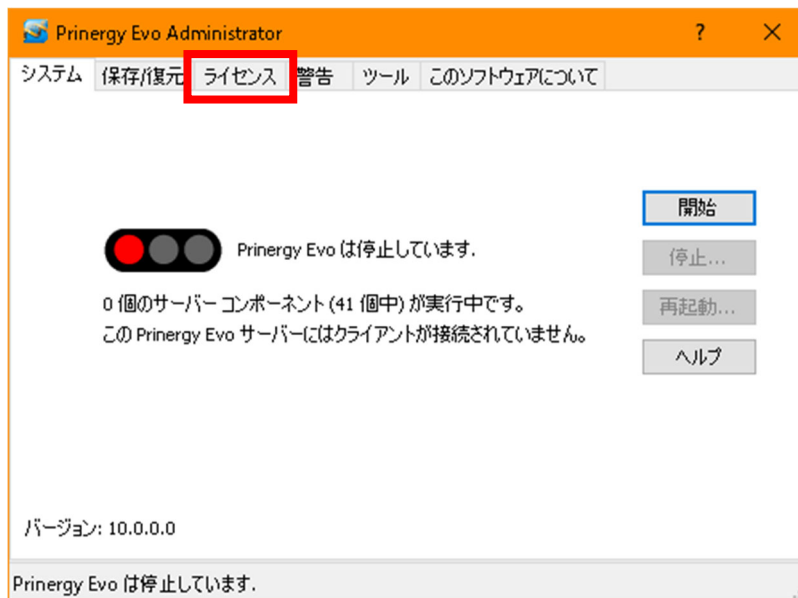 Prinergy Evo Administrator ? ×
システム 保存/復元 ライセンス 警告 ツール このソフトウェアについて
開始
Prinergy Evo は停止しています.
停止...
0 個のサーバー コンポーネント (41 個中) が実行中です。
再起動...
この Prinergy Evo サーバーにはクライアントが接続されていません。
ヘルプ
バージョン: 10.0.0.0
Prinergy Evo は停止しています.